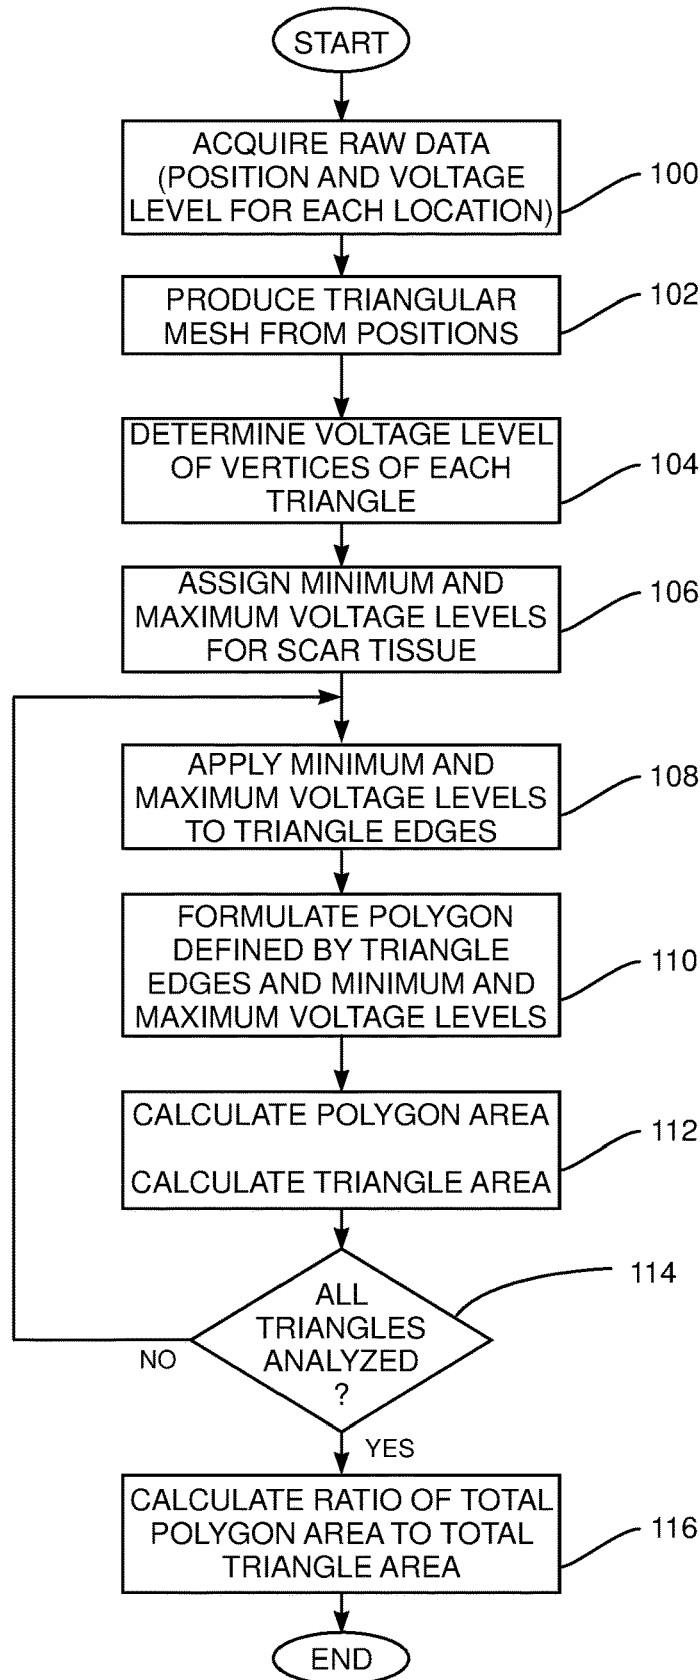 START
ACQUIRE RAW DATA
(POSITION AND VOLTAGE
LEVEL FOR EACH LOCATION)
100
PRODUCE TRIANGULAR
MESH FROM POSITIONS
102
DETERMINE VOLTAGE LEVEL
OF VERTICES OF EACH
TRIANGLE
104
ASSIGN MINIMUM AND
MAXIMUM VOLTAGE LEVELS
FOR SCAR TISSUE
106
APPLY MINIMUM AND
MAXIMUM VOLTAGE LEVELS
TO TRIANGLE EDGES
108
FORMULATE POLYGON
DEFINED BY TRIANGLE
EDGES AND MINIMUM AND
MAXIMUM VOLTAGE LEVELS
110
CALCULATE POLYGON AREA
CALCULATE TRIANGLE AREA
112
ALL
TRIANGLES
ANALYZED
?
114
NO
YES
CALCULATE RATIO OF TOTAL
POLYGON AREA TO TOTAL
TRIANGLE AREA
116
END